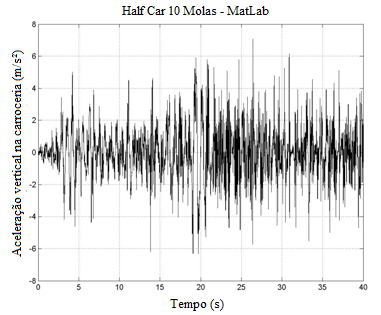 Half Car 10 Molas - MatLab
Aceleração vertical na carroceria (m/s²)
8
6
4
2
0
-2
-4
-6
-8
0 5 10 15 20 25 30 35 40
Tempo (s)